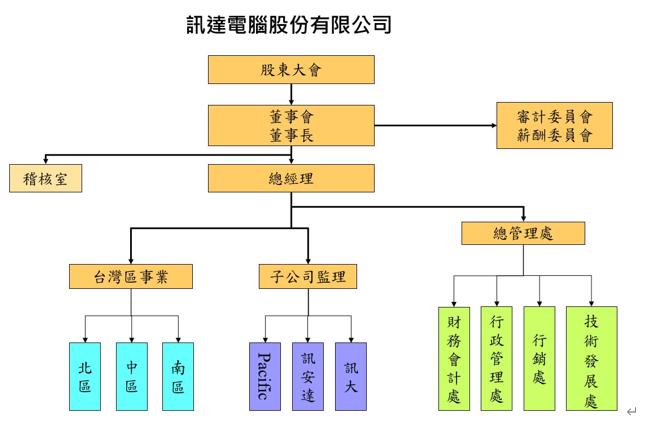 訊達電腦股份有限公司
股東大會
董事會
董事長
審計委員會
薪酬委員會
稽核室
總經理
總管理處
台灣區事業
子公司監理
北區
中區
南區
Pacific
訊安達
訊大
財務會計處
行政管理處
行銷處
技術發展處